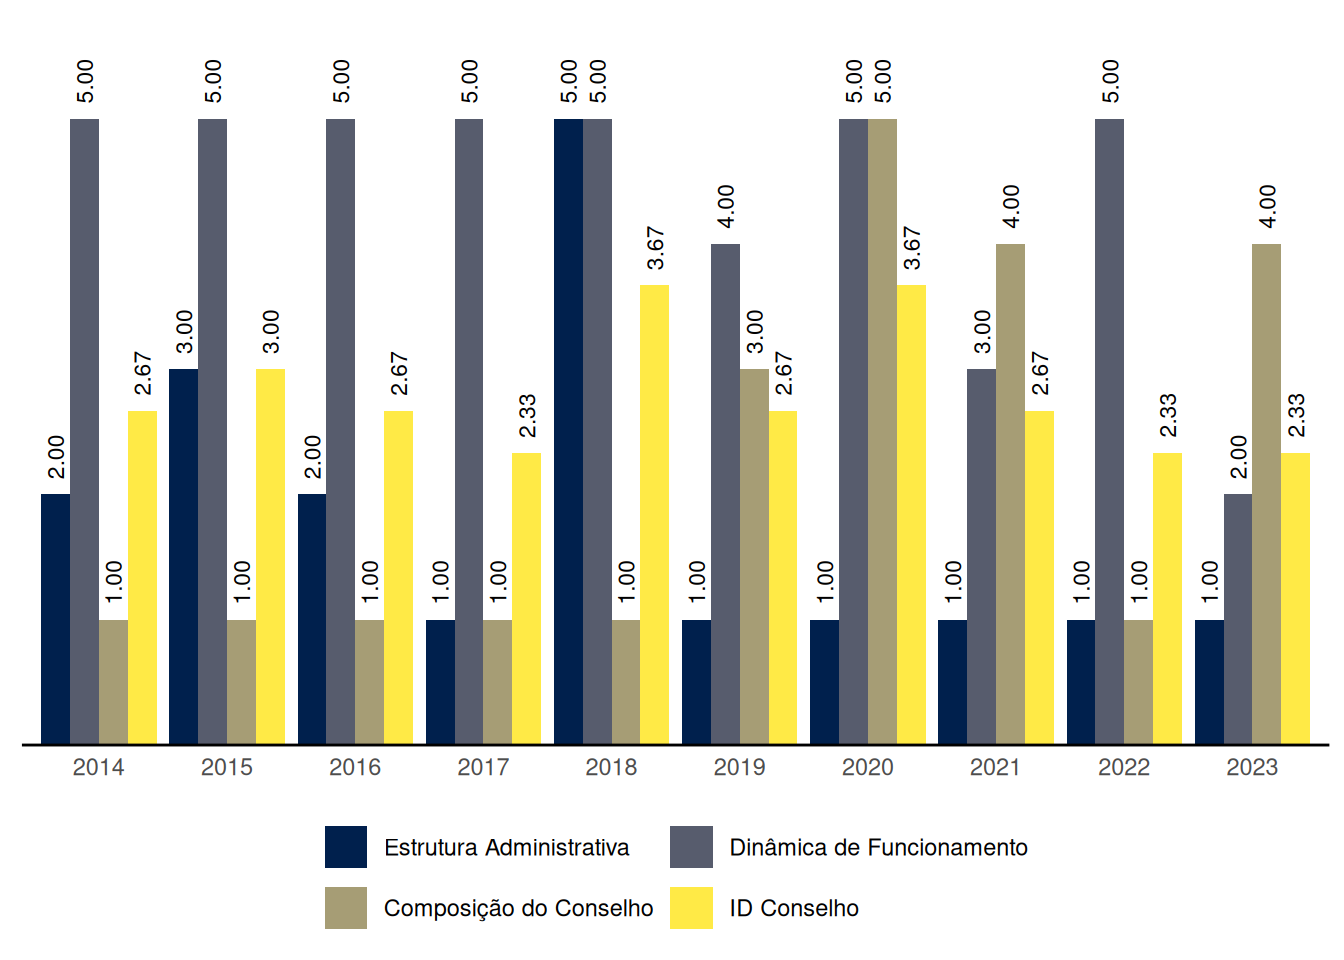 5.00 5.00 5.00 5.00 5.00 5.00 5.00 5.00 5.00
4.00 4.00 4.00
3.67 3.67
3.00 3.00 3.00 3.00
2.67 2.67 2.67 2.67
2.33 2.33 2.33
2.00 2.00 2.00
1.00 1.00 1.00 1.00 1.00 1.00 1.00 1.00 1.00 1.00 1.00 1.00
2014 2015 2016 2017 2018 2019 2020 2021 2022 2023
Estrutura Administrativa Dinâmica de Funcionamento
Composição do Conselho ID Conselho